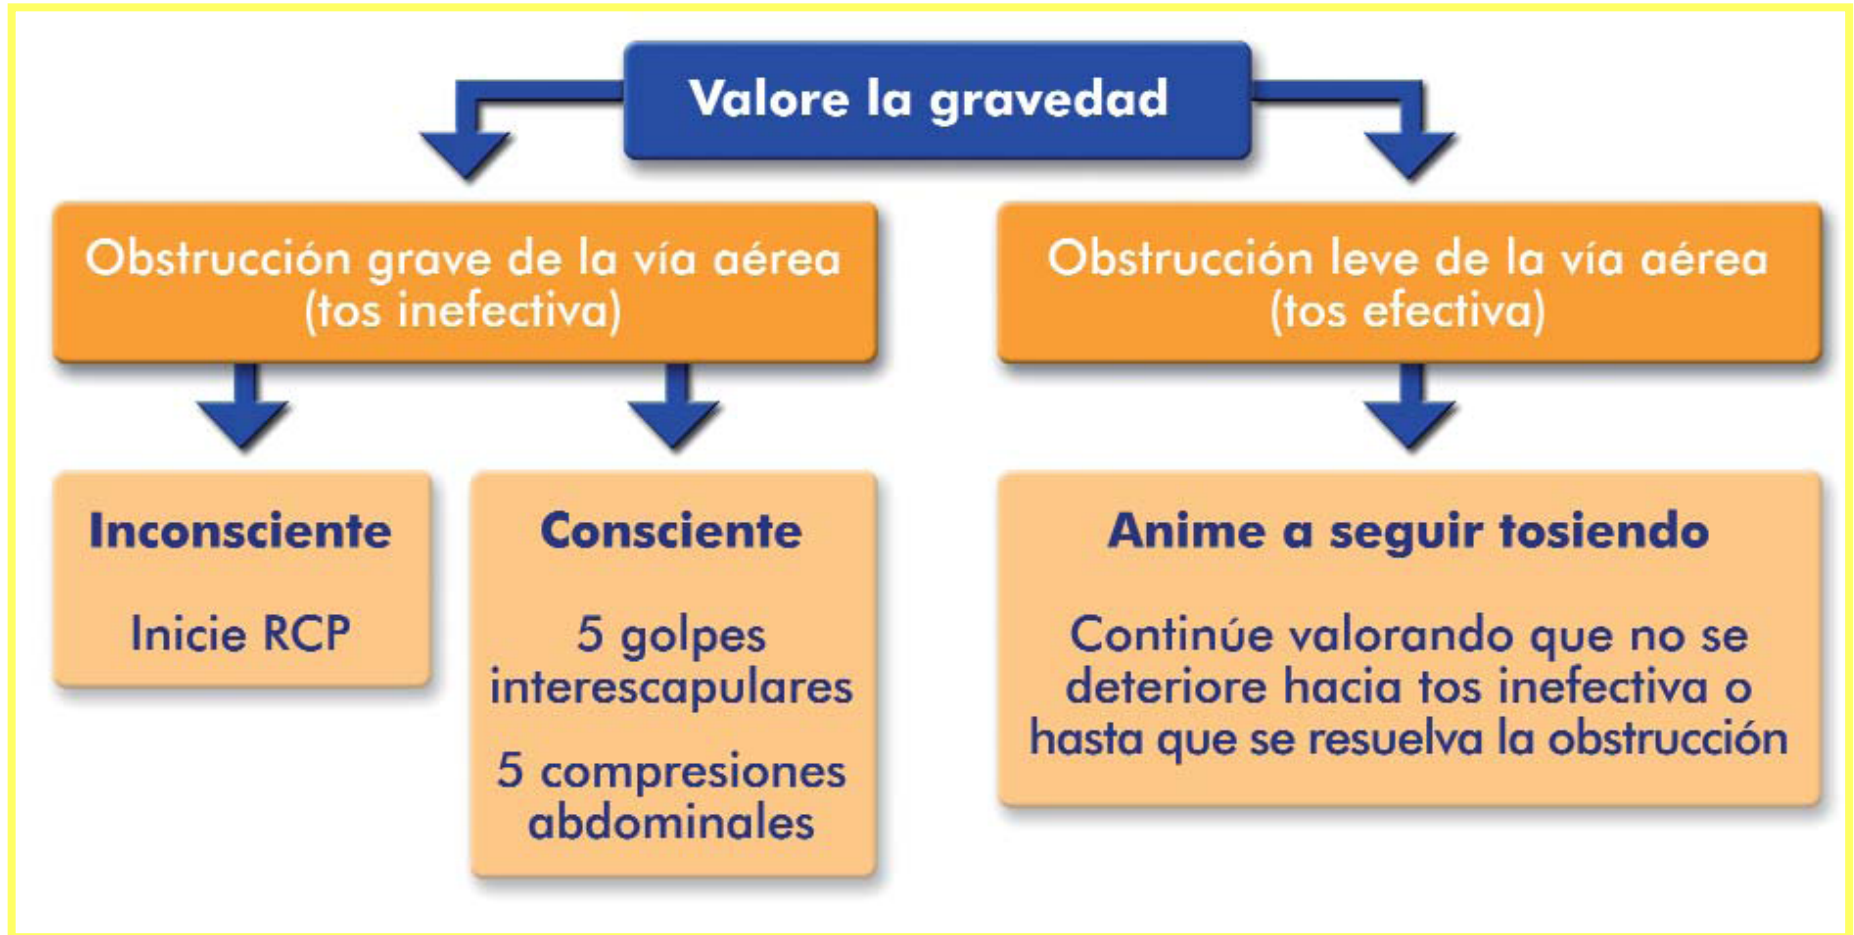 Valore la gravedad
Obstrucción grave de la vía aérea
(tos inefectiva)
Obstrucción leve de la vía aérea
(tos efectiva)
Inconsciente
Inicie RCP
Consciente
5 golpes
interescapulares
5 compresiones
abdominales
Anime a seguir tosiendo
Continúe valorando que no se
deteriore hacia tos inefectiva o
hasta que se resuelva la obstrucción